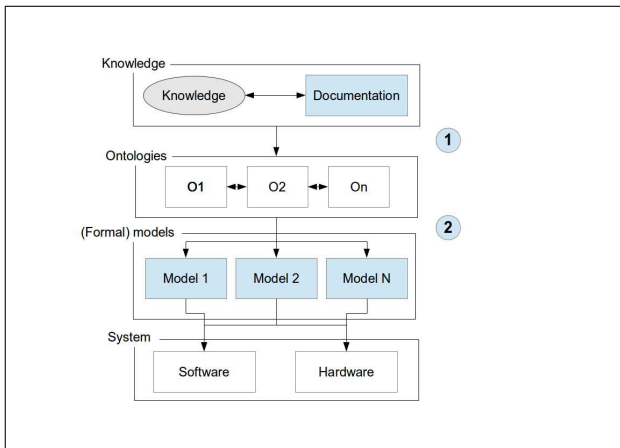 Knowledge
Knowledge
Documentation
1
Ontologies
O1
O2
On
2
(Formal) models
Model 1
Model 2
Model N
System
Software
Hardware